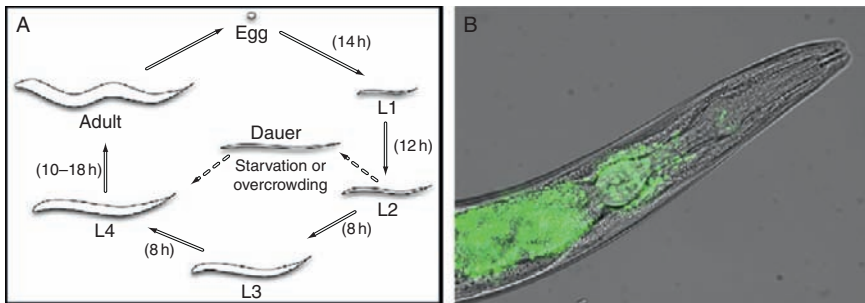 A
Egg
(14 h)
L1
(12 h)
Dauer
Starvation or
overcrowding
L2
(8 h)
L3
(8 h)
L4
(10–18 h)
Adult
B